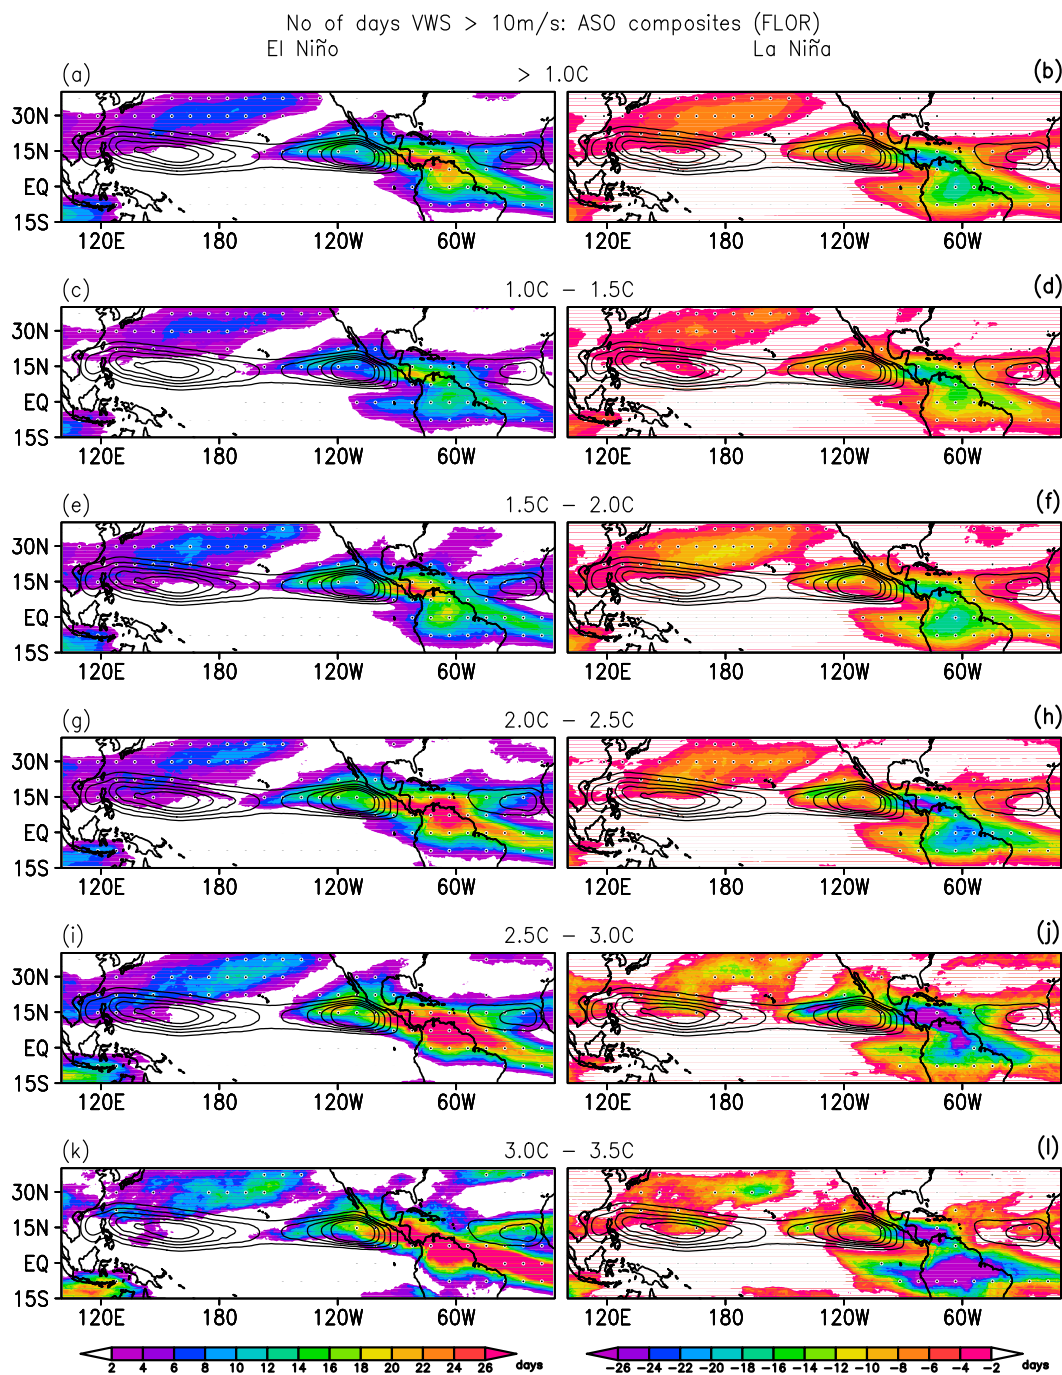 No of days VWS > 10m/s: ASO composites (FLOR)
El Niño La Niña
(a) > 1.0C (b)
30N
15N
EQ
15S
120E 180 120W 60W 120E 180 120W 60W
(c) 1.0C – 1.5C (d)
30N
15N
EQ
15S
120E 180 120W 60W 120E 180 120W 60W
(e) 1.5C – 2.0C (f)
30N
15N
EQ
15S
120E 180 120W 60W 120E 180 120W 60W
(g) 2.0C – 2.5C (h)
30N
15N
EQ
15S
120E 180 120W 60W 120E 180 120W 60W
(i) 2.5C – 3.0C (j)
30N
15N
EQ
15S
120E 180 120W 60W 120E 180 120W 60W
(k) 3.0C – 3.5C (l)
30N
15N
EQ
15S
120E 180 120W 60W 120E 180 120W 60W
2 4 6 8 10 12 14 16 18 20 22 24 26 days -26 -24 -22 -20 -18 -16 -14 -12 -10 -8 -6 -4 -2 days